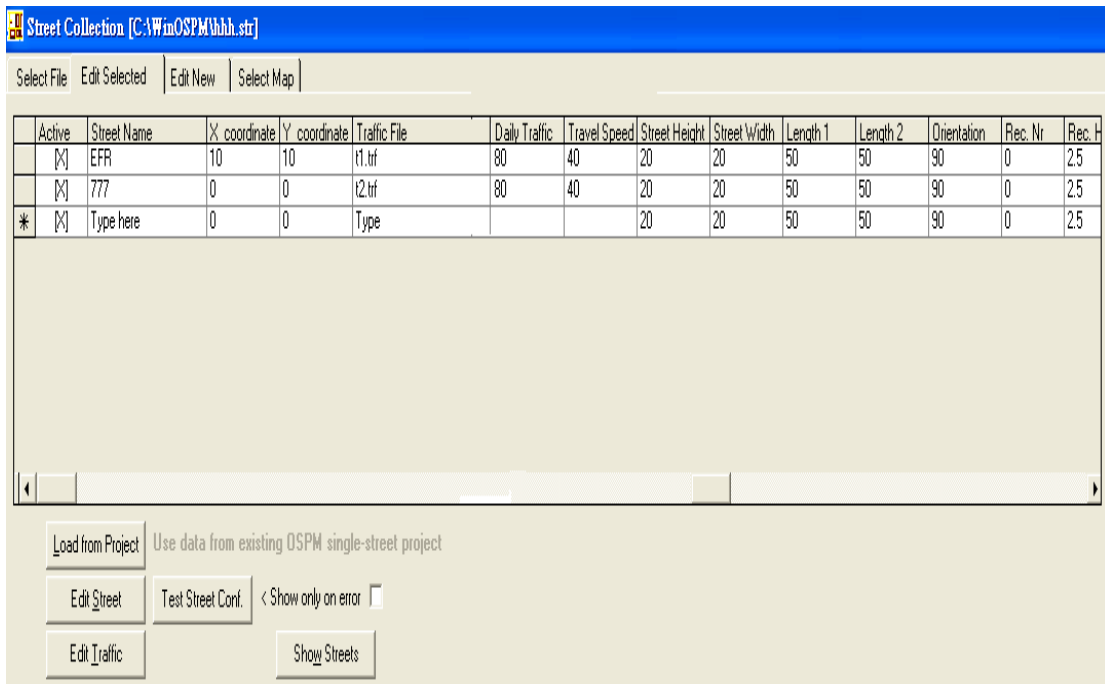 Street Collection [C:\WinOSPM\hhh.str]
Select File Edit Selected Edit New Select Map
Active Street Name X_coordinate Y_coordinate Traffic File Daily Traffic Travel Speed Street Height Street Width Length 1 Length 2 Orientation Rec. Nr Rec. H
[X] EFR 10 10 t1.trf 80 40 20 20 50 50 90 0 2.5
[X] 777 0 0 t2.trf 80 40 20 20 50 50 90 0 2.5
* [X] Type here 0 0 Type 20 20 50 50 90 0 2.5
Load from Project Use data from existing OSPM single-street project
Edit Street Test Street Conf. < Show only on error
Edit Traffic Show Streets